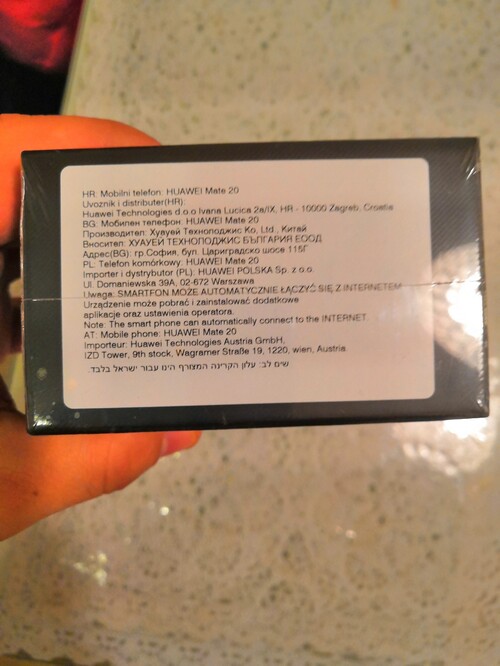 HR: Mobilni telefon: HUAWEI Mate 20
Uvoznik i distributer(HR):
Huawei Technologies d.o.o Ivana Lucica 2a/IX, HR - 10000 Zagreb, Croatia
BG: Мобилен телефон: HUAWEI Mate 20
Производител: Хуауей Техноподжис Ко, Ltd., Китай
Вносител: ХУАУЕЙ ТЕХНОПОДЖИС БЪЛГАРИЯ ЕООД
Адрес(BG): гр.София, бул. Цариградско шосе 115Г
PL: Telefon komórkowy: HUAWEI Mate 20
Importer i dystrybutor (PL): HUAWEI POLSKA Sp. z o.o.
Ul. Domaniewska 39A, 02-672 Warszawa
Uwaga: SMARTFON MOŻE AUTOMATYCZNIE ŁĄCZYĆ SIĘ Z INTERNETEM
Urządzenie może pobrać i zainstalować dodatkowe
aplikacje oraz ustawienia operatora.
Note: The smart phone can automatically connect to the INTERNET.
AT: Mobile phone: HUAWEI Mate 20
Importeur: Huawei Technologies Austria GmbH,
IZD Tower, 9th stock, Wagramer Straße 19, 1220, wien, Austria.
שים לב: עלון הקרינה המצורף הינו עבור ישראל בלבד.